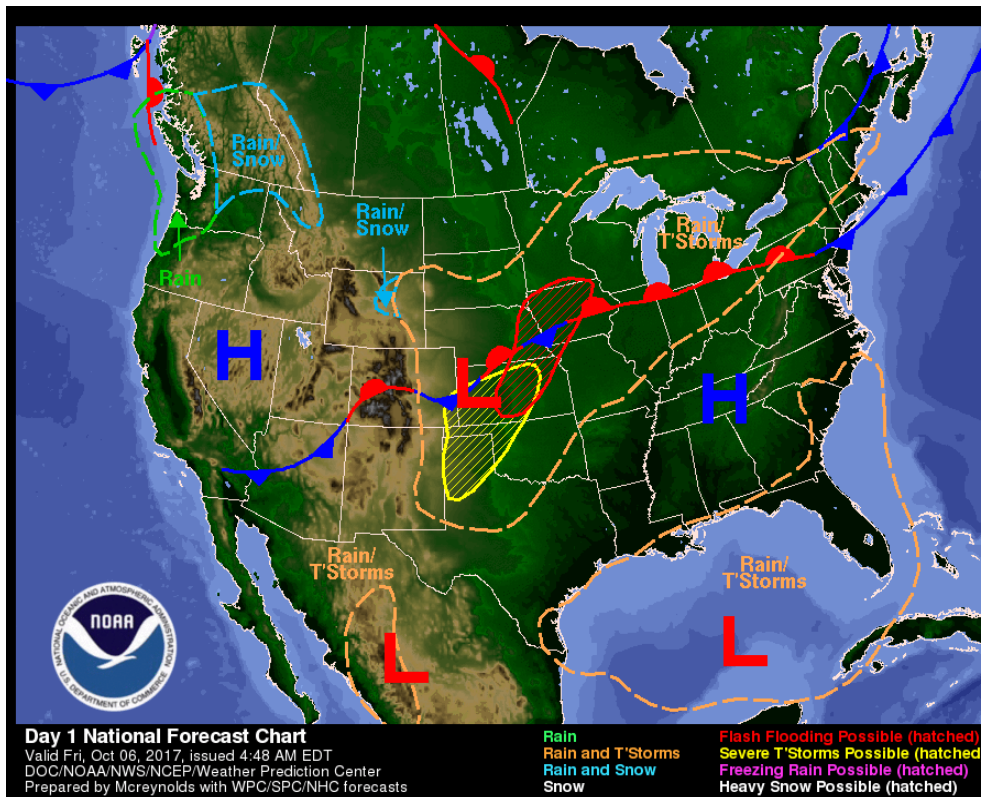 Rain/
Snow
Rain/
Snow
Rain
Rain/
T'Storms
H
L
H
Rain/
T'Storms
Rain/
T'Storms
L
L
NATIONAL OCEANIC AND ATMOSPHERIC ADMINISTRATION
NOAA
U.S. DEPARTMENT OF COMMERCE
Day 1 National Forecast Chart
Valid Fri, Oct 06, 2017, issued 4:48 AM EDT
DOC/NOAA/NWS/NCEP/Weather Prediction Center
Prepared by Mcreynolds with WPC/SPC/NHC forecasts
Rain
Rain and T'Storms
Rain and Snow
Snow
Flash Flooding Possible (hatched)
Severe T'Storms Possible (hatched
Freezing Rain Possible (hatched)
Heavy Snow Possible (hatched)